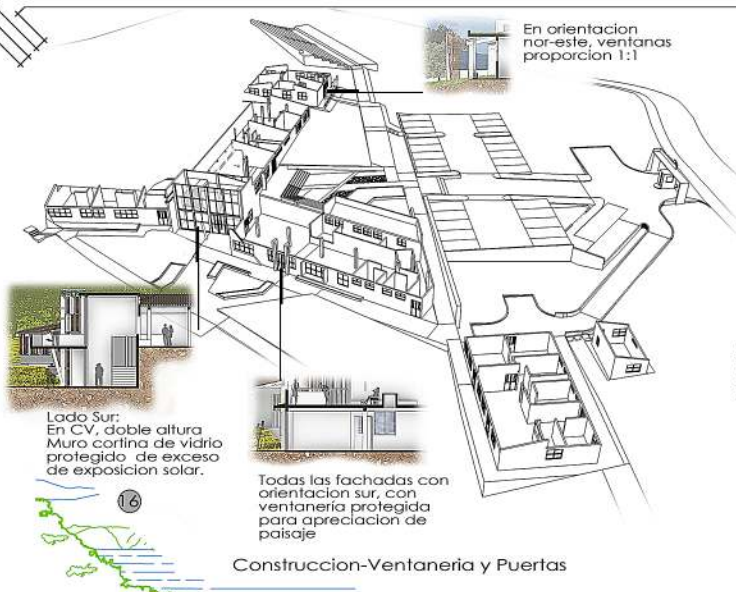 En orientacion
nor-este, ventanas
proporcion 1:1
Lado Sur:
En CV, doble altura
Muro cortina de vidrio
protegido de exceso
de exposicion solar.
16
Todas las fachadas con
orientacion sur, con
ventanería protegida
para apreciacion de
paisaje
Construccion-Ventaneria y Puertas